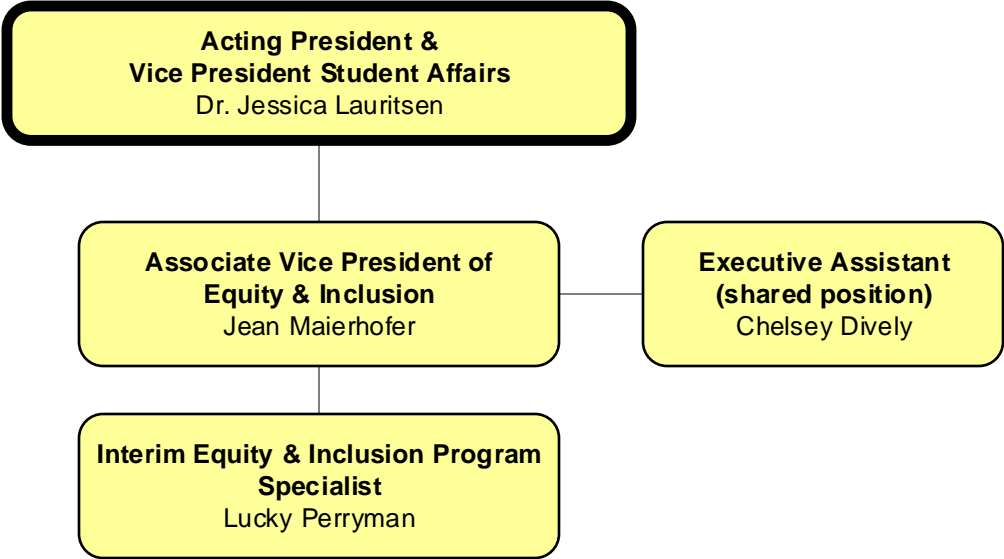 Acting President &
Vice President Student Affairs
Dr. Jessica Lauritsen
Associate Vice President of
Equity & Inclusion
Jean Maierhofer
Executive Assistant
(shared position)
Chelsey Dively
Interim Equity & Inclusion Program
Specialist
Lucky Perryman